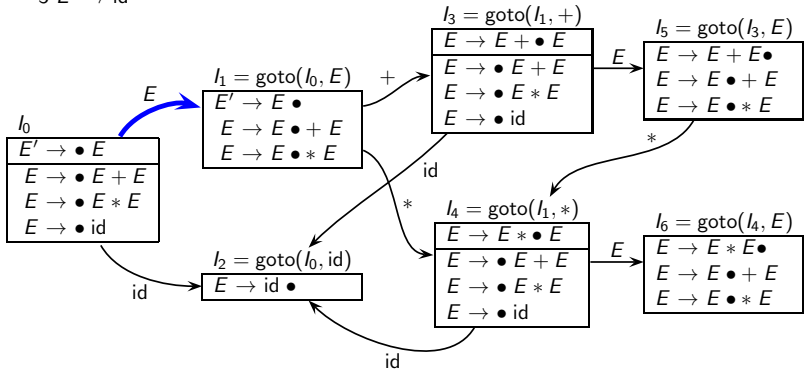 I0
E′ → • E
E → • E + E
E → • E ∗ E
E → • id
E
id
I1 = goto(I0, E)
E′ → E •
E → E • + E
E → E • ∗ E
+
∗
I2 = goto(I0, id)
E → id •
I3 = goto(I1, +)
E → E + • E
E → • E + E
E → • E ∗ E
E → • id
E
id
I4 = goto(I1, ∗)
E → E ∗ • E
E → • E + E
E → • E ∗ E
E → • id
E
id
I5 = goto(I3, E)
E → E + E•
E → E • + E
E → E • ∗ E
∗
I6 = goto(I4, E)
E → E ∗ E•
E → E • + E
E → E • ∗ E